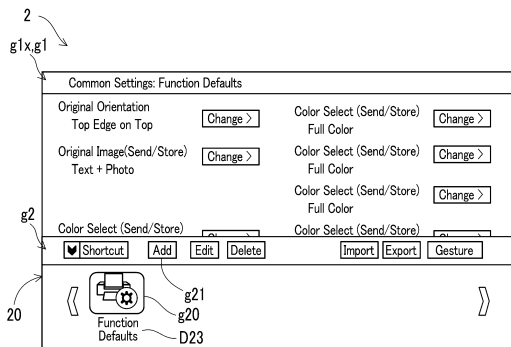 2
g1x,g1
Common Settings: Function Defaults
Original Orientation
Top Edge on Top
Change >
Color Select (Send/Store)
Full Color
Change >
Original Image(Send/Store)
Text + Photo
Change >
Color Select (Send/Store)
Full Color
Change >
Color Select (Send/Store)
Full Color
Change >
Color Select (Send/Store)
Change >
Color Select (Send/Store)
Change >
g2
Shortcut Add Edit Delete Import Export Gesture
20
g21
g20
Function
Defaults
D23